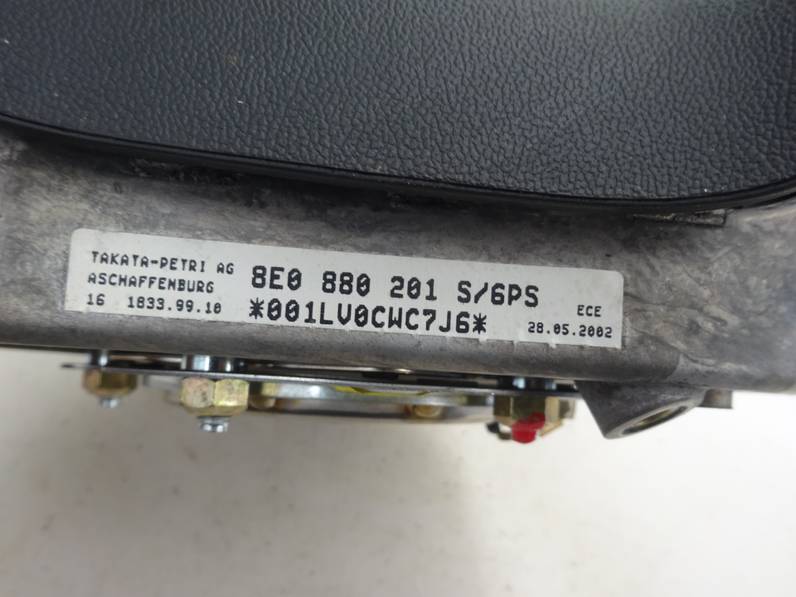 TAKATA-PETRI AG
ASCHAFFENBURG
16 1833.99.10
8E0 880 201 S/6PS
*001LV0CWC7J6*
ECE
28.05.2002